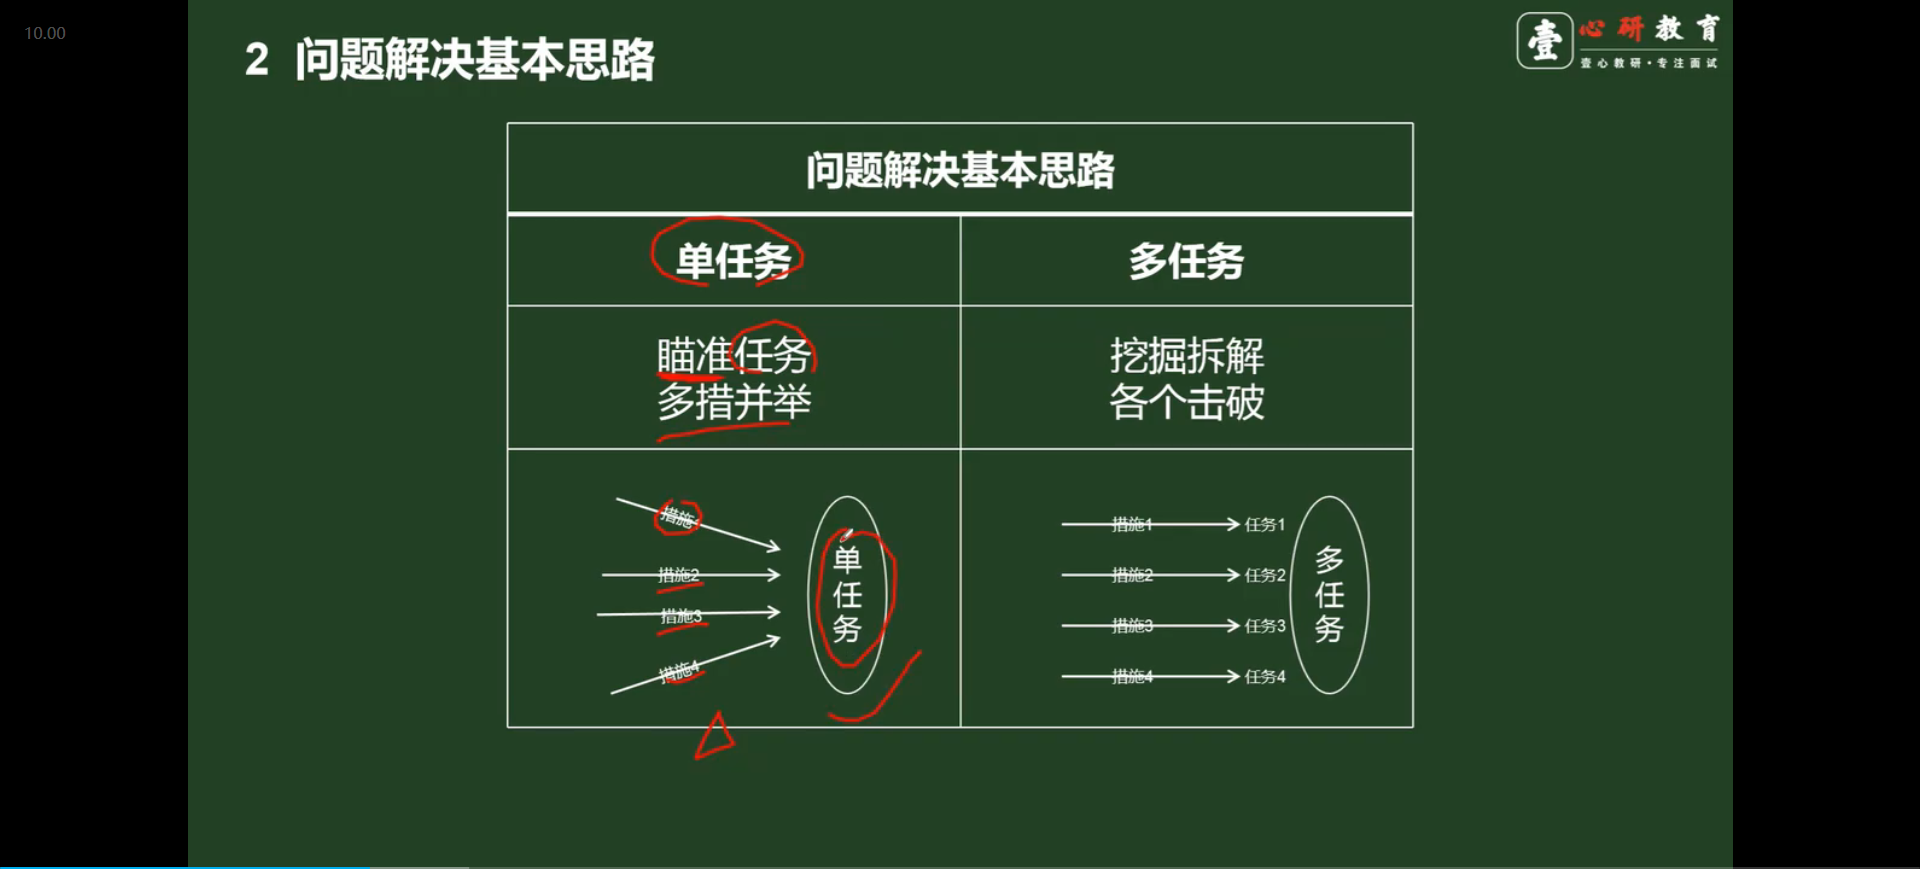 10.00
2 问题解决基本思路
壹 心研教育
壹心教研•专注面试
问题解决基本思路
单任务
多任务
瞄准任务
多措并举
挖掘拆解
各个击破
措施
措施2
措施3
措施4
单任务
措施1 任务1
措施2 任务2
措施3 任务3
措施4 任务4
多任务